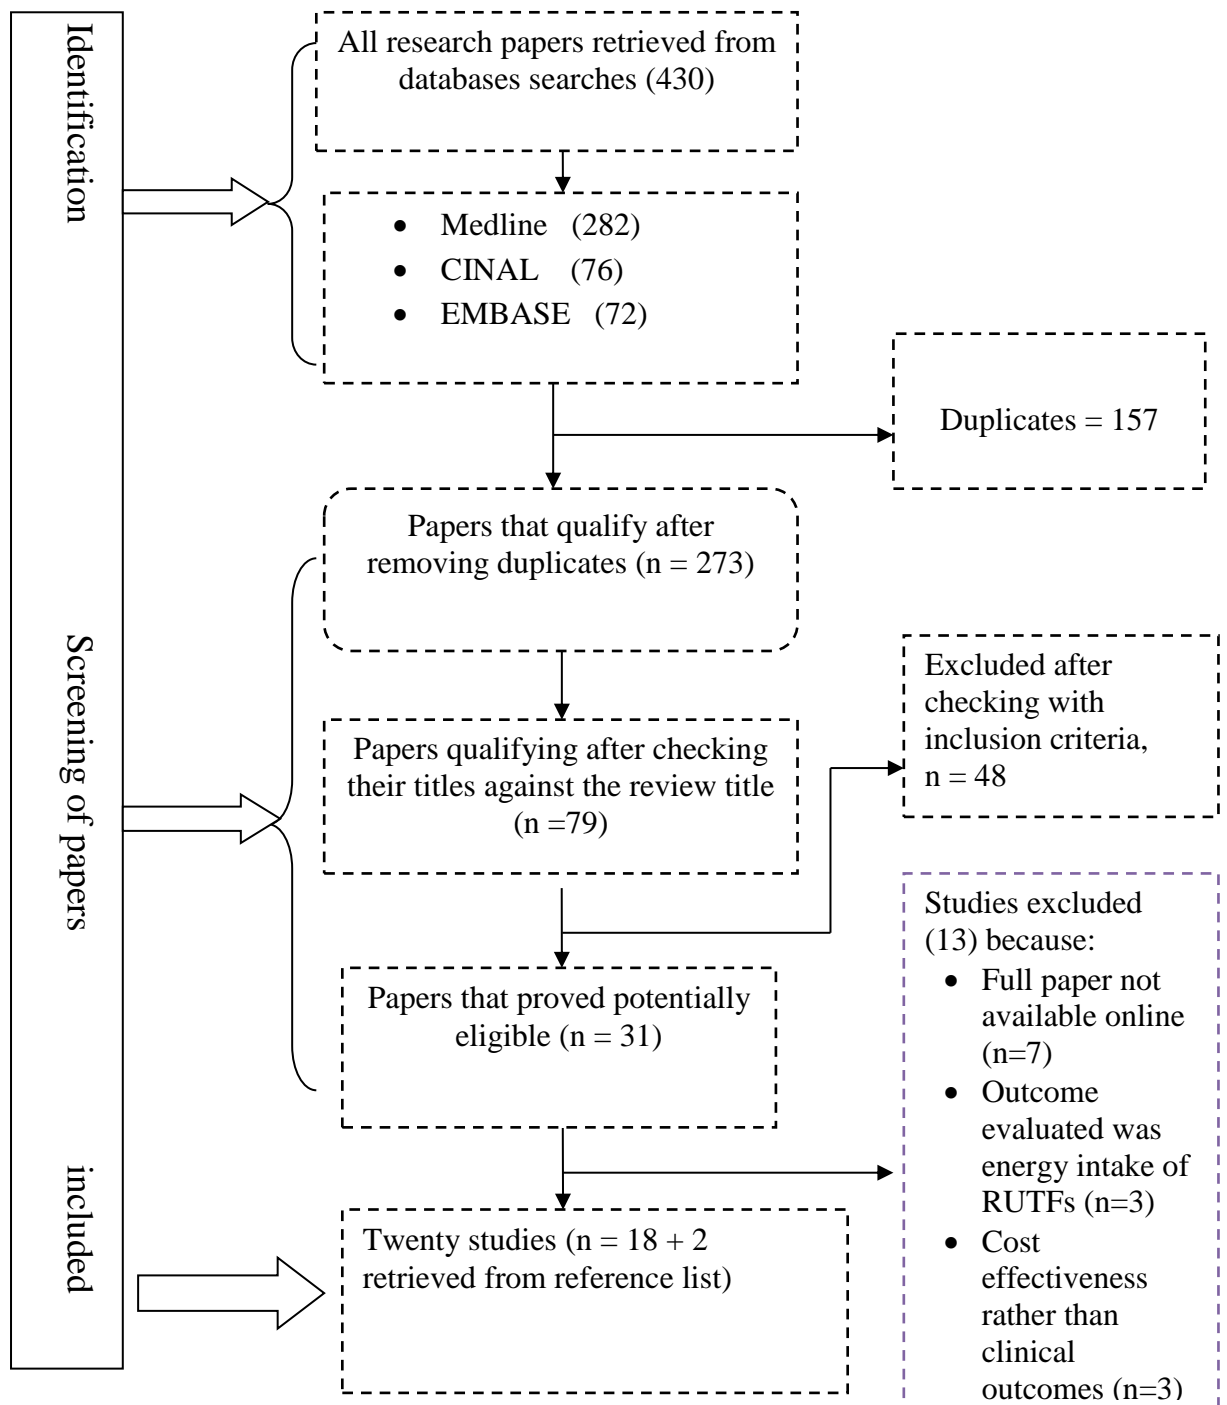 Identification
All research papers retrieved from
databases searches (430)
• Medline (282)
• CINAL (76)
• EMBASE (72)
Duplicates = 157
Papers that qualify after
removing duplicates (n = 273)
Screening of papers
Papers qualifying after checking
their titles against the review title
(n =79)
Excluded after
checking with
inclusion criteria,
n = 48
Papers that proved potentially
eligible (n = 31)
Studies excluded
(13) because:
• Full paper not
available online
(n=7)
• Outcome
evaluated was
energy intake of
RUTFs (n=3)
• Cost
effectiveness
rather than
clinical
outcomes (n=3)
included
Twenty studies (n = 18 + 2
retrieved from reference list)